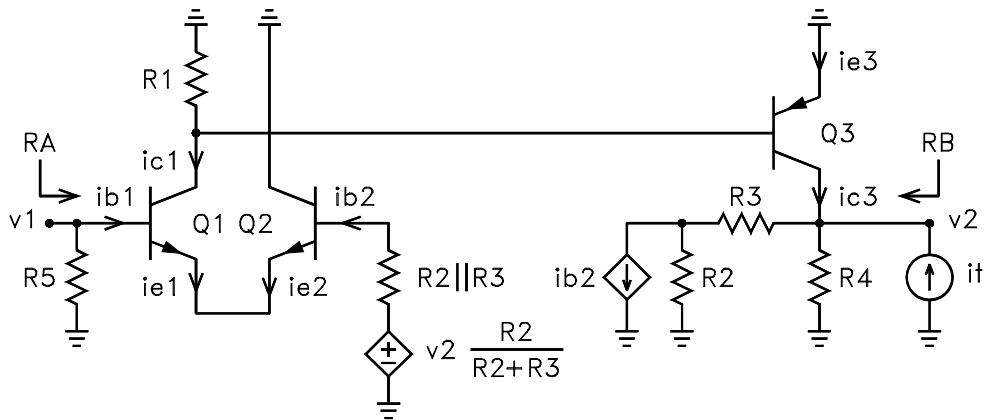 R1
ie3
RA
ic1
Q3
RB
ib1
ib2
R3
ic3
v1
Q1
Q2
v2
R5
ie1
ie2
R2||R3
ib2
R2
R4
it
v2
R2
R2+R3